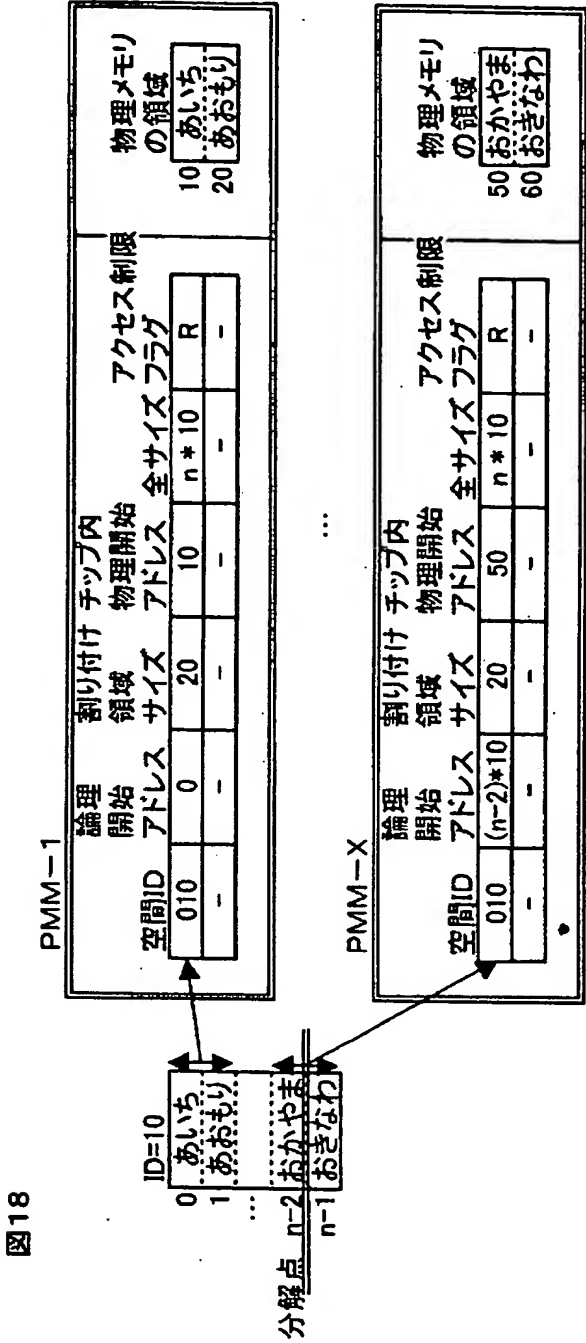 図18
ID=10
0 あいち
1 あおもり
…
n-2 おかやま
分解点
n-1 おきなわ
PMM-1
空間ID 論理開始アドレス 割り付け領域サイズ チップ内物理開始アドレス 全サイズ アクセス制限フラグ
010 0 20 10 n*10 R
- - - - - -
物理メモリの領域
10 あいち
20 あおもり
…
PMM-X
空間ID 論理開始アドレス 割り付け領域サイズ チップ内物理開始アドレス 全サイズ アクセス制限フラグ
010 (n-2)*10 20 50 n*10 R
- - - - - -
物理メモリの領域
50 おかやま
60 おきなわ